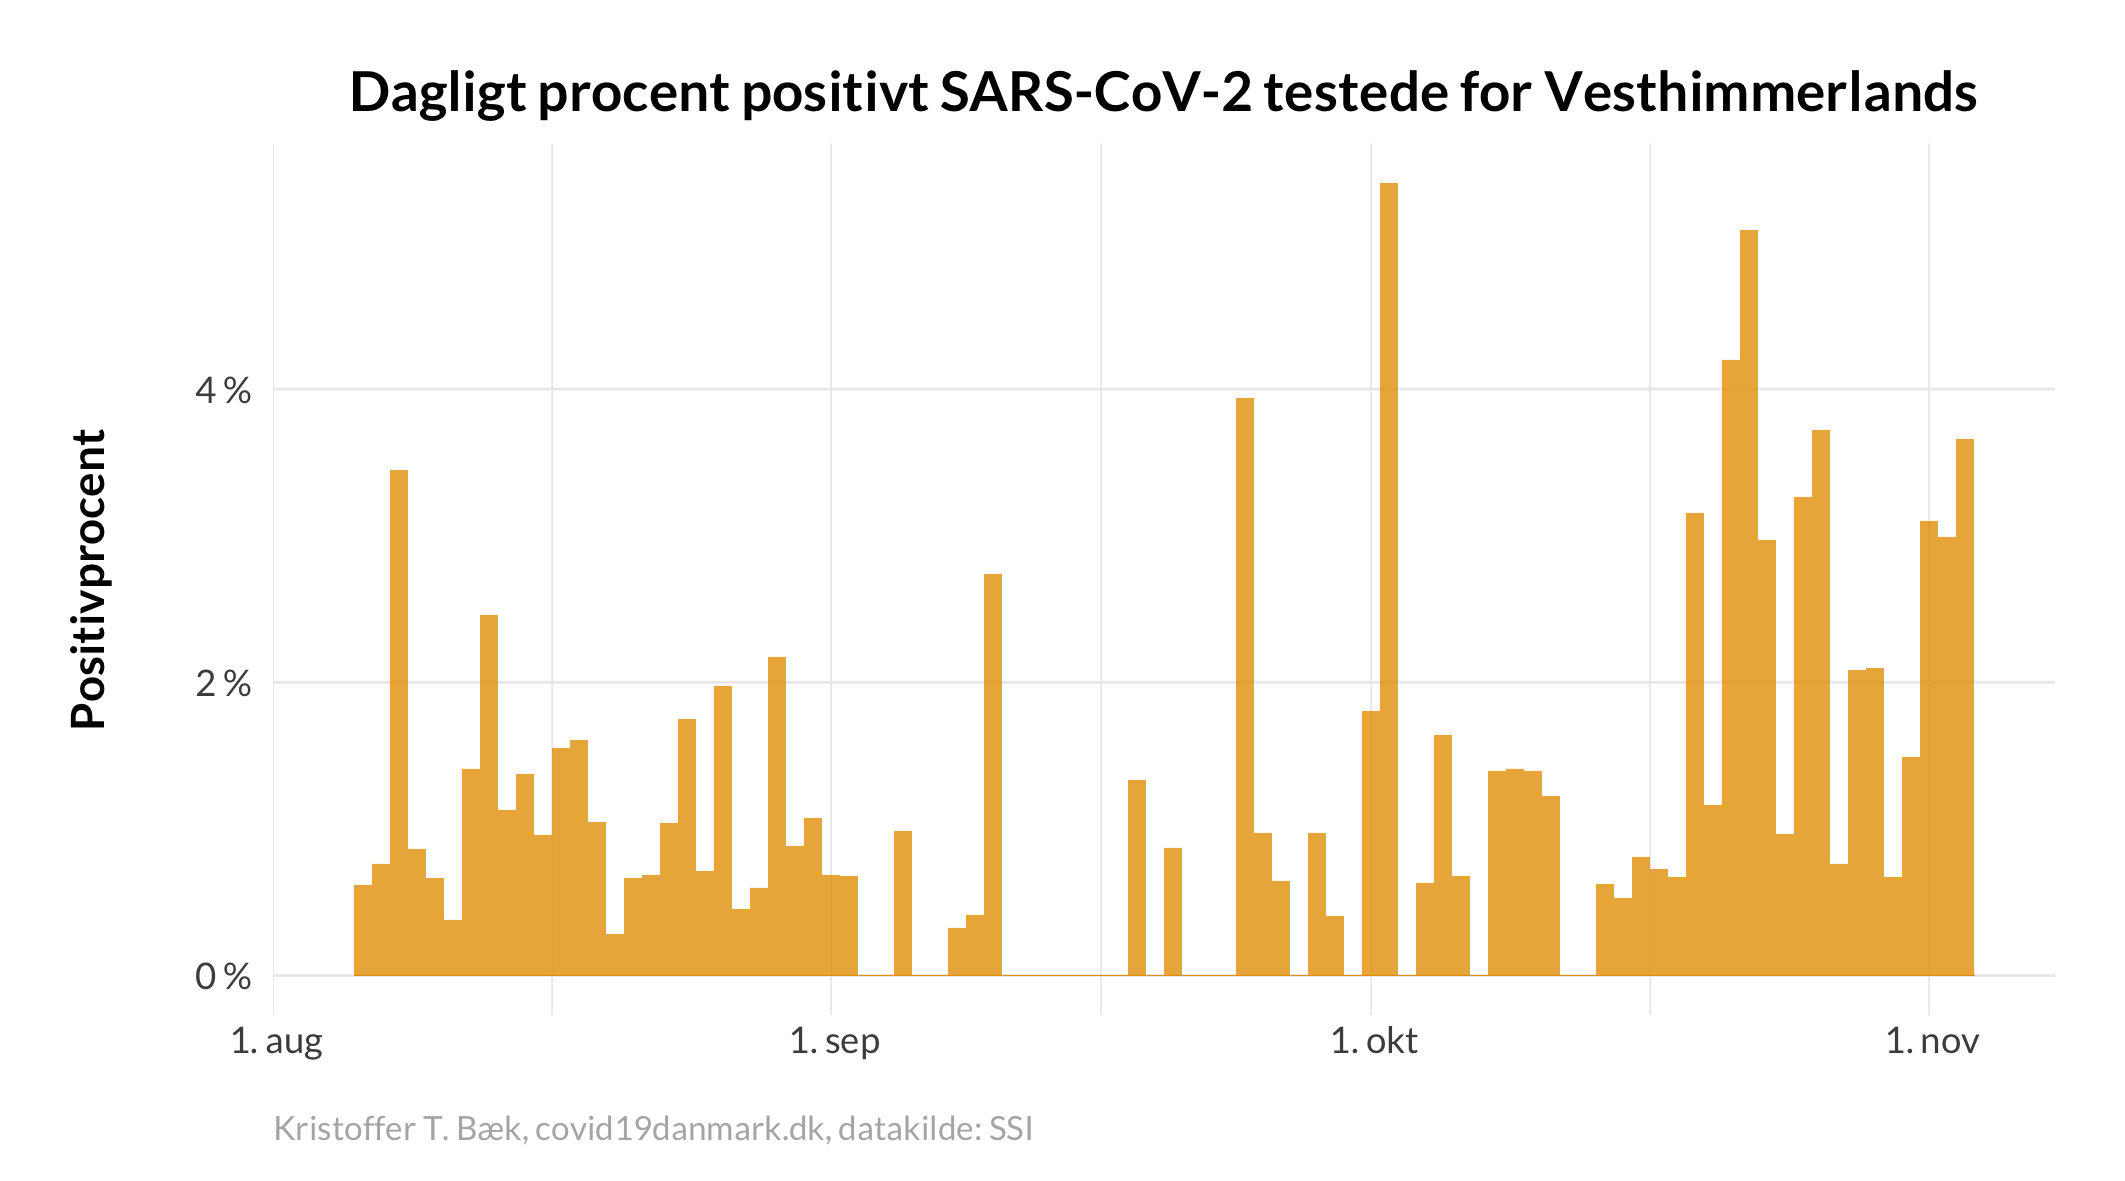 Dagligt procent positivt SARS-CoV-2 testede for Vesthimmerlands
Positivprocent
4 %
2 %
0 %
1. aug
1. sep
1. okt
1. nov
Kristoffer T. Bæk, covid19danmark.dk, datakilde: SSI